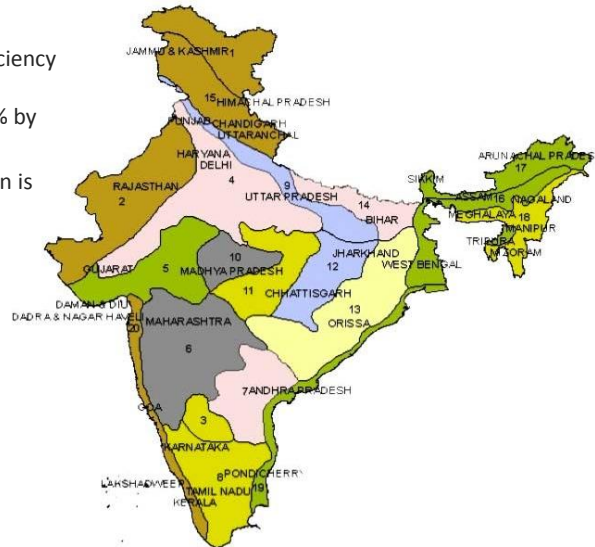 ciency
% by
n is
JAMMU & KASHMIR 1
15 HIMACHAL PRADESH
PUNJAB CHANDIGARH
UTTARANCHAL
HARYANA
DELHI
4
RAJASTHAN
2
9
UTTAR PRADESH
14
BIHAR
SIKKIM
ARUNACHAL PRADES
17
ASSAM 16 NAGALAND
MEGHALAYA 18
MANIPUR
TRIPURA
MIZORAM
GUJARAT
5
10
MADHYA PRADESH
11
JHARKHAND
12
CHHATTISGARH
WEST BENGAL
DAMAN & DIU
DADRA & NAGAR HAVELI
20
MAHARASHTRA
6
13
ORISSA
7 ANDHRA PRADESH
GOA
3
KARNATAKA
8
PONDICHERRY
LAKSHADWEEP
TAMIL NADU
19
KERALA